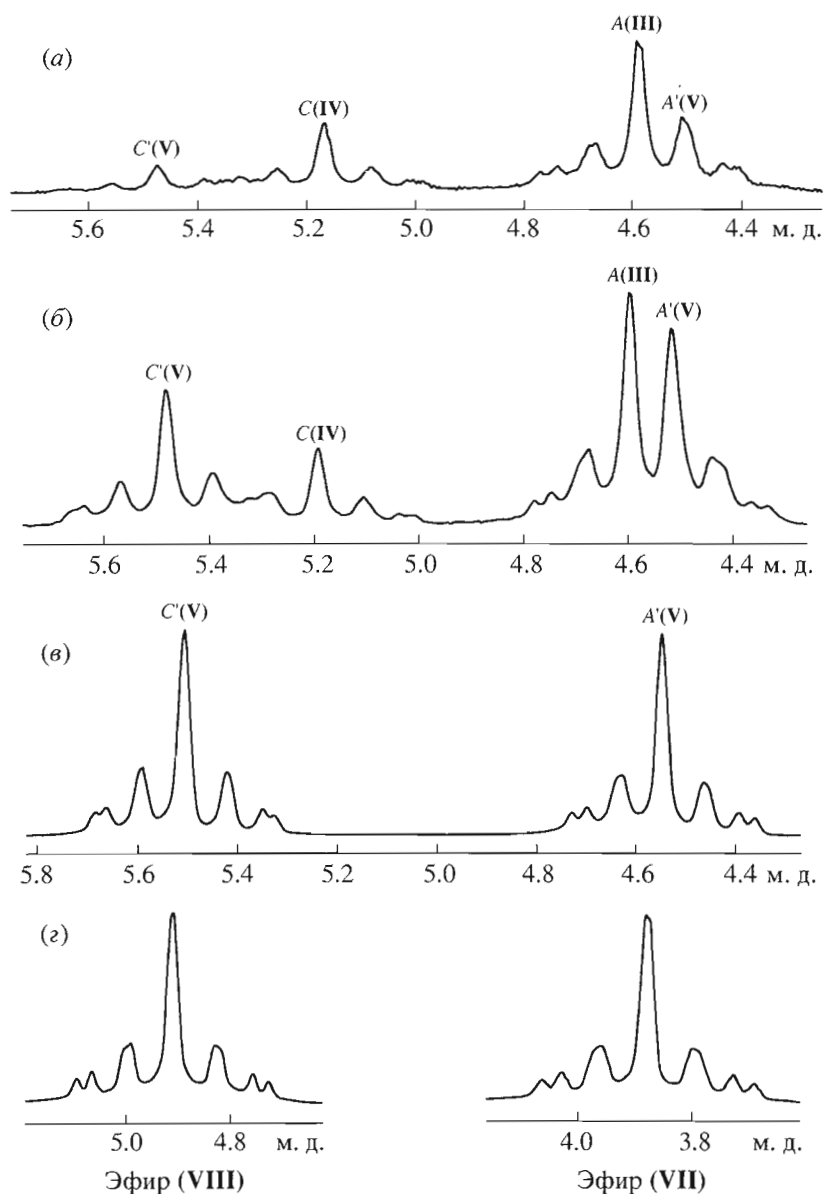 (а)
A(III)
A'(V)
C(IV)
C'(V)
5.6 5.4 5.2 5.0 4.8 4.6 4.4 м. д.
(б)
A(III)
A'(V)
C'(V)
C(IV)
5.6 5.4 5.2 5.0 4.8 4.6 4.4 м. д.
(в)
C'(V) A'(V)
5.8 5.6 5.4 5.2 5.0 4.8 4.6 4.4 м. д.
(г)
5.0 4.8 м. д. 4.0 3.8 м. д.
Эфир (VIII) Эфир (VII)